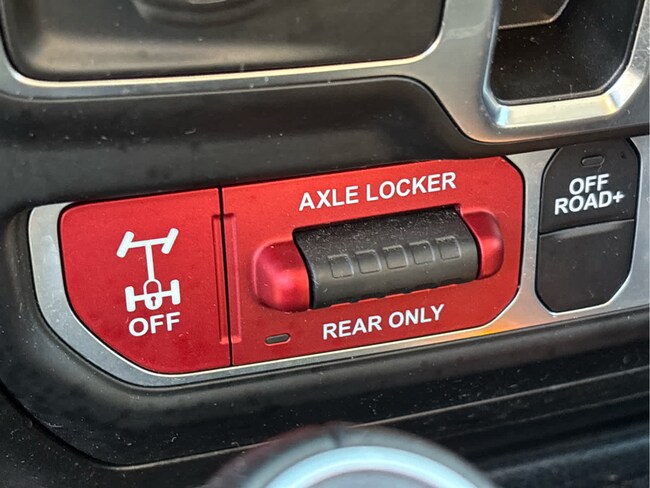 AXLE LOCKER
OFF
REAR ONLY
OFF
ROAD+